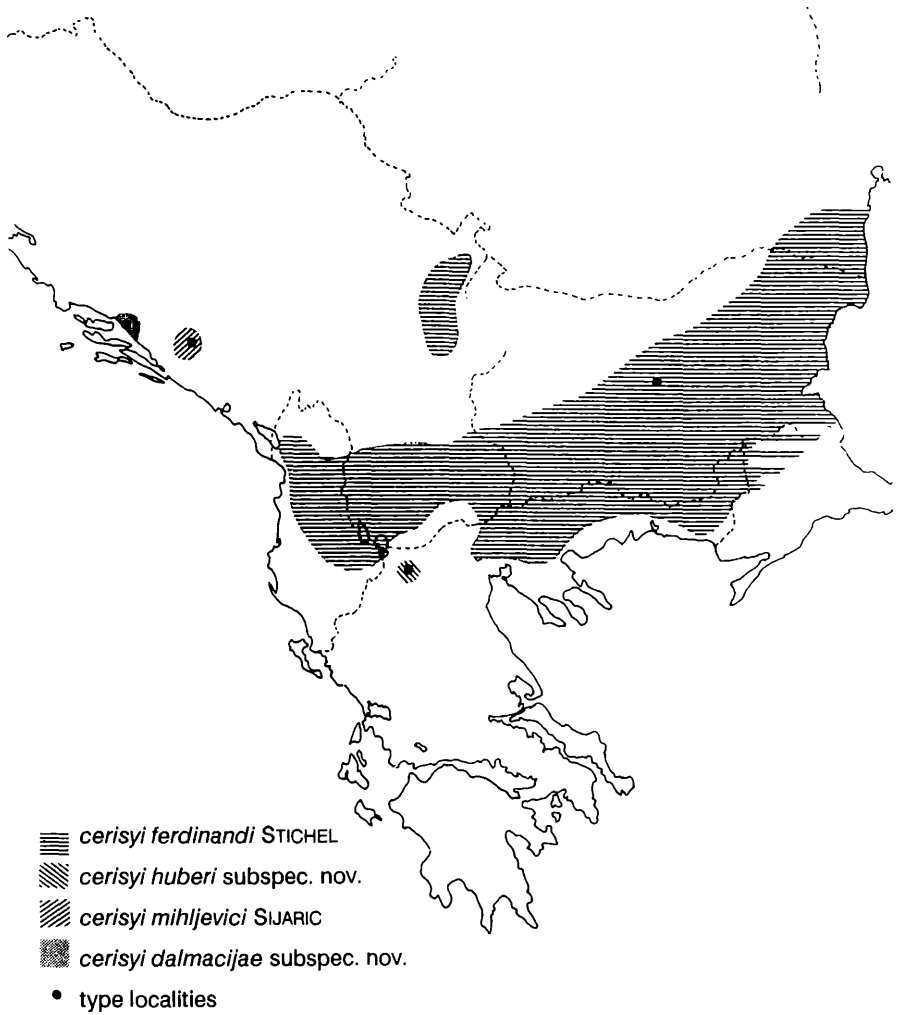 cerisyi ferdinandi STICHEL
cerisyi huberi subspec. nov.
cerisyi mihljevici SIJARIC
cerisyi dalmacijae subspec. nov.
type localities